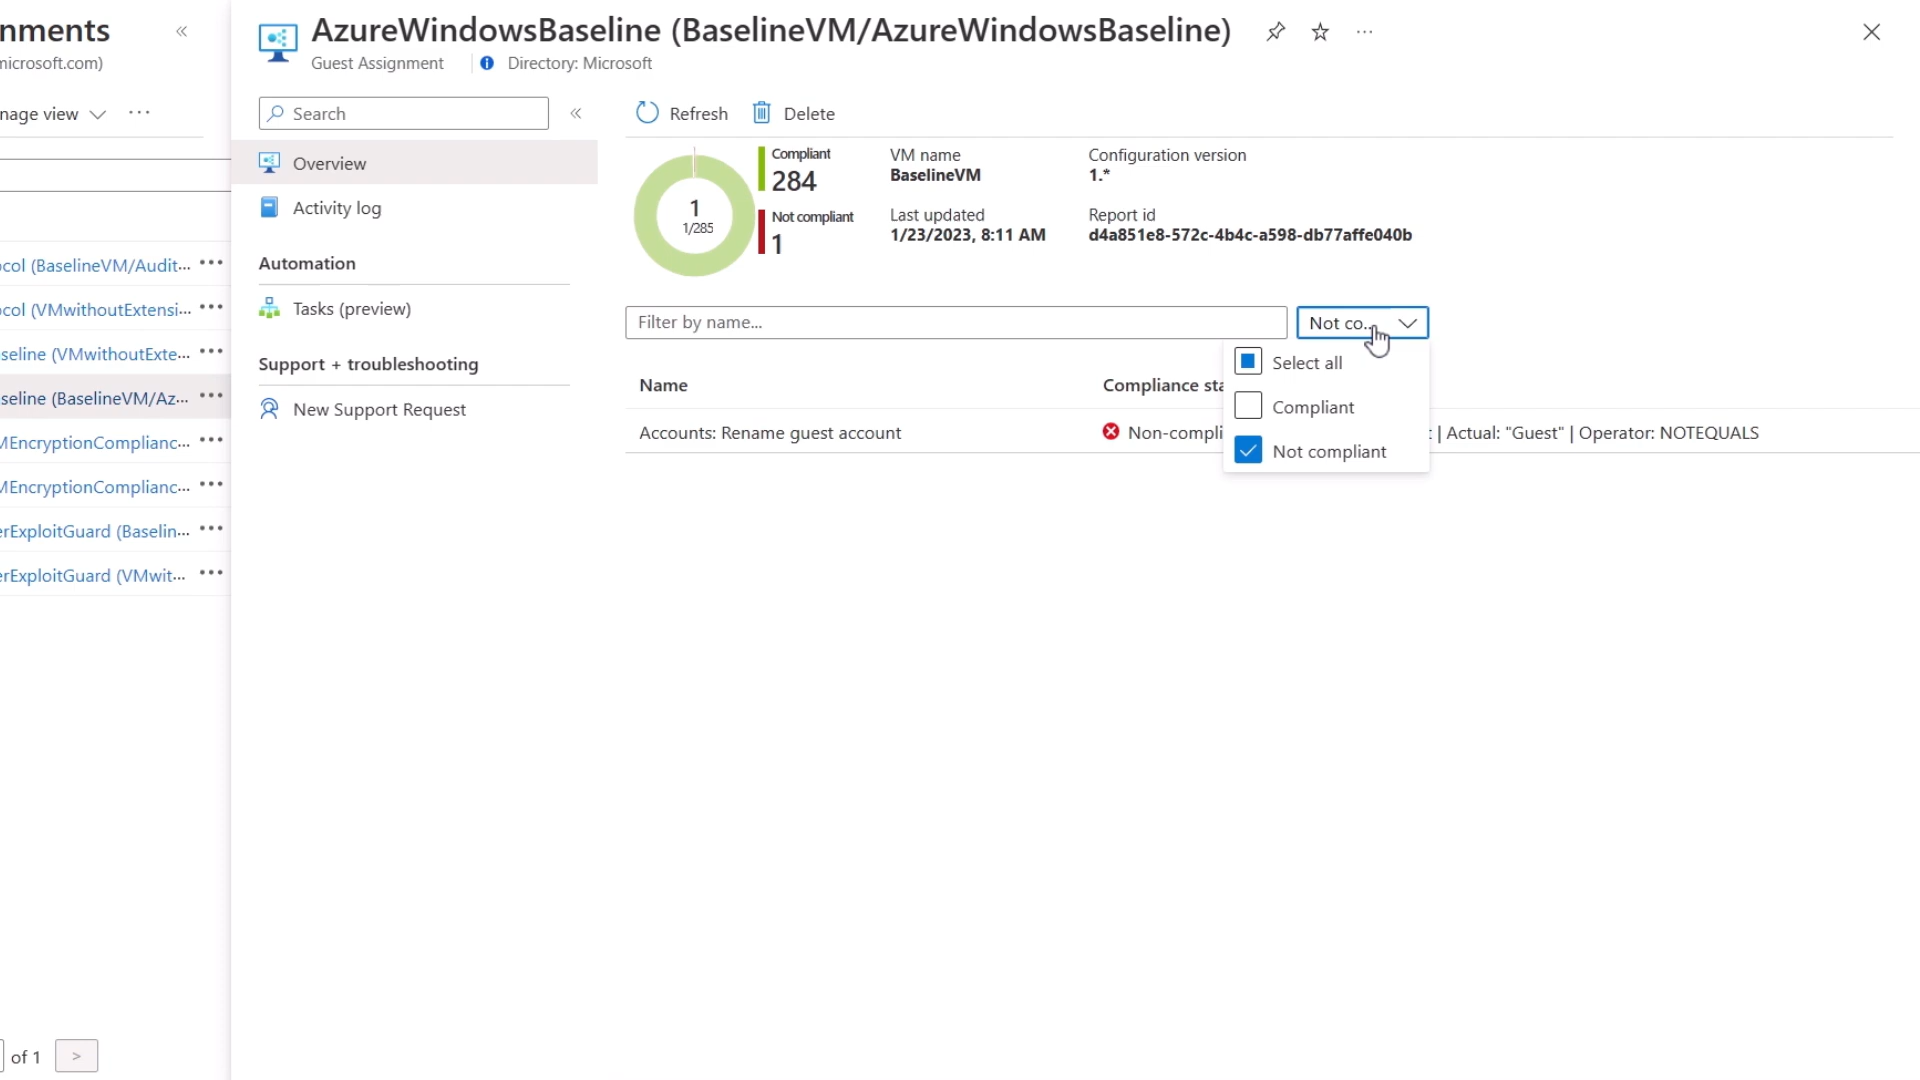 nments
microsoft.com)
nage view
ocol (BaselineVM/Audit...
ocol (VMwithoutExtensi...
seline (VMwithoutExte...
seline (BaselineVM/Az...
MEncryptionComplianc...
MEncryptionComplianc...
erExploitGuard (Baselin...
erExploitGuard (VMwit...
of 1
>
AzureWindowsBaseline (BaselineVM/AzureWindowsBaseline)
Guest Assignment
Directory: Microsoft
Search
Overview
Activity log
Automation
Tasks (preview)
Support + troubleshooting
New Support Request
Refresh
Delete
1
1/285
Compliant
284
Not compliant
1
VM name
BaselineVM
Last updated
1/23/2023, 8:11 AM
Configuration version
1.*
Report id
d4a851e8-572c-4b4c-a598-db77affe040b
Filter by name...
Not co...
Select all
Compliant
Not compliant
Name
Compliance sta
Accounts: Rename guest account
Non-compli
| Actual: "Guest" | Operator: NOTEQUALS